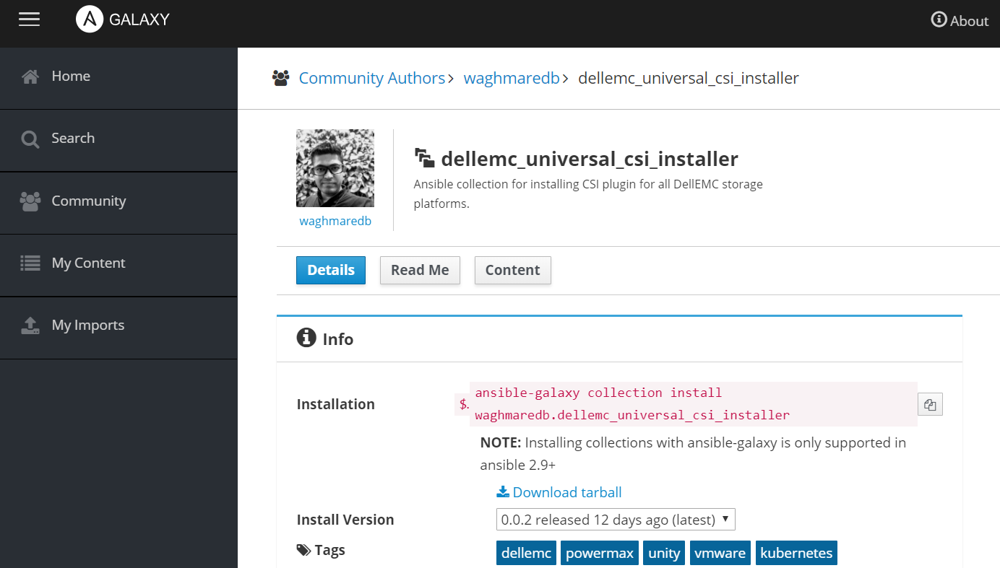 GALAXY
About
Home
Search
Community
My Content
My Imports
Community Authors > waghmaredb > dellemc_universal_csi_installer
waghmaredb
dellemc_universal_csi_installer
Ansible collection for installing CSI plugin for all DellEMC storage
platforms.
Details Read Me Content
Info
Installation
$. ansible-galaxy collection install
waghmaredb.dellemc_universal_csi_installer
NOTE: Installing collections with ansible-galaxy is only supported in
ansible 2.9+
Download tarball
Install Version 0.0.2 released 12 days ago (latest)
Tags dellemc powermax unity vmware kubernetes